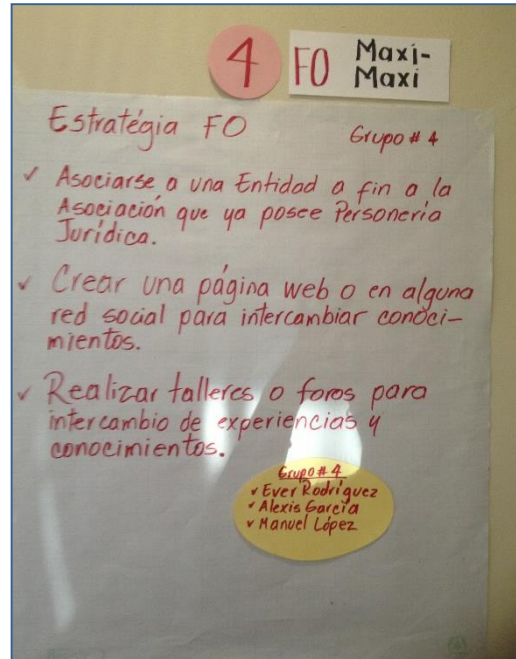 4
FO Maxi-
Maxi
Estratégia FO
Grupo # 4
✓ Asociarse a una Entidad a fin a la
Asociación que ya posee Personería
Jurídica.
✓ Crear una página web o en alguna
red social para intercambiar conoci-
mientos.
✓ Realizar talleres o foros para
intercambio de experiencias y
conocimientos.
Grupo # 4
✓ Ever Rodríguez
✓ Alexis García
✓ Manuel López